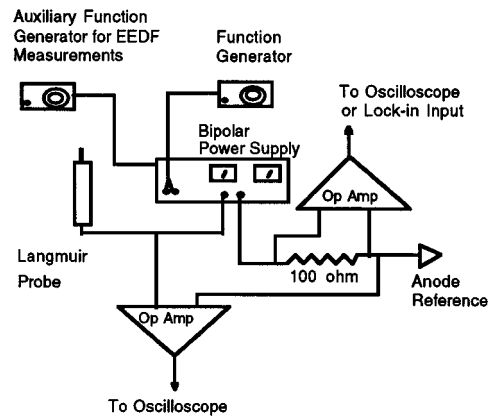 Auxiliary Function
Generator for EEDF
Measurements
Function
Generator
To Oscilloscope
or Lock-in Input
Bipolar
Power Supply
Op Amp
Langmuir
Probe
100 ohm
Anode
Reference
Op Amp
To Oscilloscope